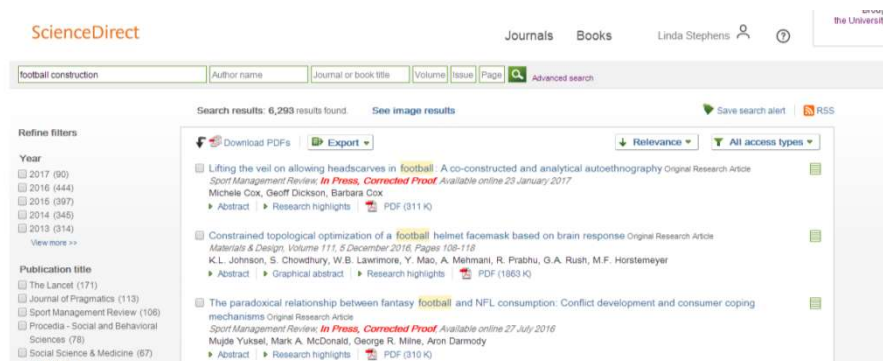 the Universit
ScienceDirect
Journals Books Linda Stephens ?
football construction Author name Journal or book title Volume Issue Page Advanced search
Search results: 6,293 results found. See image results Save search alert RSS
Refine filters
Download PDFs Export Relevance All access types
Year
2017 (90)
2016 (444)
2015 (397)
2014 (345)
2013 (314)
View more >>
Publication title
The Lancet (171)
Journal of Pragmatics (113)
Sport Management Review (106)
Procedia - Social and Behavioral
Sciences (78)
Social Science & Medicine (67)
Lifting the veil on allowing headscarves in football: A co-constructed and analytical autoethnography Original Research Article
Sport Management Review, In Press, Corrected Proof, Available online 23 January 2017
Michele Cox, Geoff Dickson, Barbara Cox
Abstract Research highlights PDF (311 K)
Constrained topological optimization of a football helmet facemask based on brain response Original Research Article
Materials & Design, Volume 111, 5 December 2016, Pages 108-118
K.L. Johnson, S. Chowdhury, W.B. Lawrimore, Y. Mao, A. Mehmani, R. Prabhu, G.A. Rush, M.F. Horstemeyer
Abstract Graphical abstract Research highlights PDF (1863 K)
The paradoxical relationship between fantasy football and NFL consumption: Conflict development and consumer coping
mechanisms Original Research Article
Sport Management Review, In Press, Corrected Proof, Available online 27 July 2016
Mujde Yuksel, Mark A. McDonald, George R. Milne, Aron Darmody
Abstract Research highlights PDF (310 K)